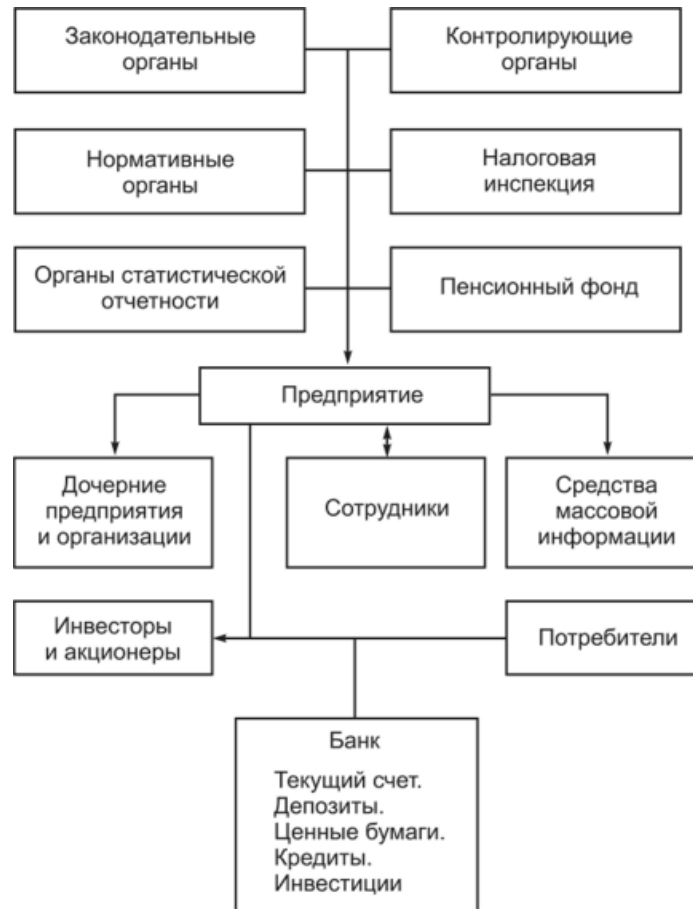 Законодательные
органы
Контролирующие
органы
Нормативные
органы
Налоговая
инспекция
Органы статистической
отчетности
Пенсионный фонд
Предприятие
Дочерние
предприятия
и организации
Сотрудники
Средства
массовой
информации
Инвесторы
и акционеры
Потребители
Банк
Текущий счет.
Депозиты.
Ценные бумаги.
Кредиты.
Инвестиции